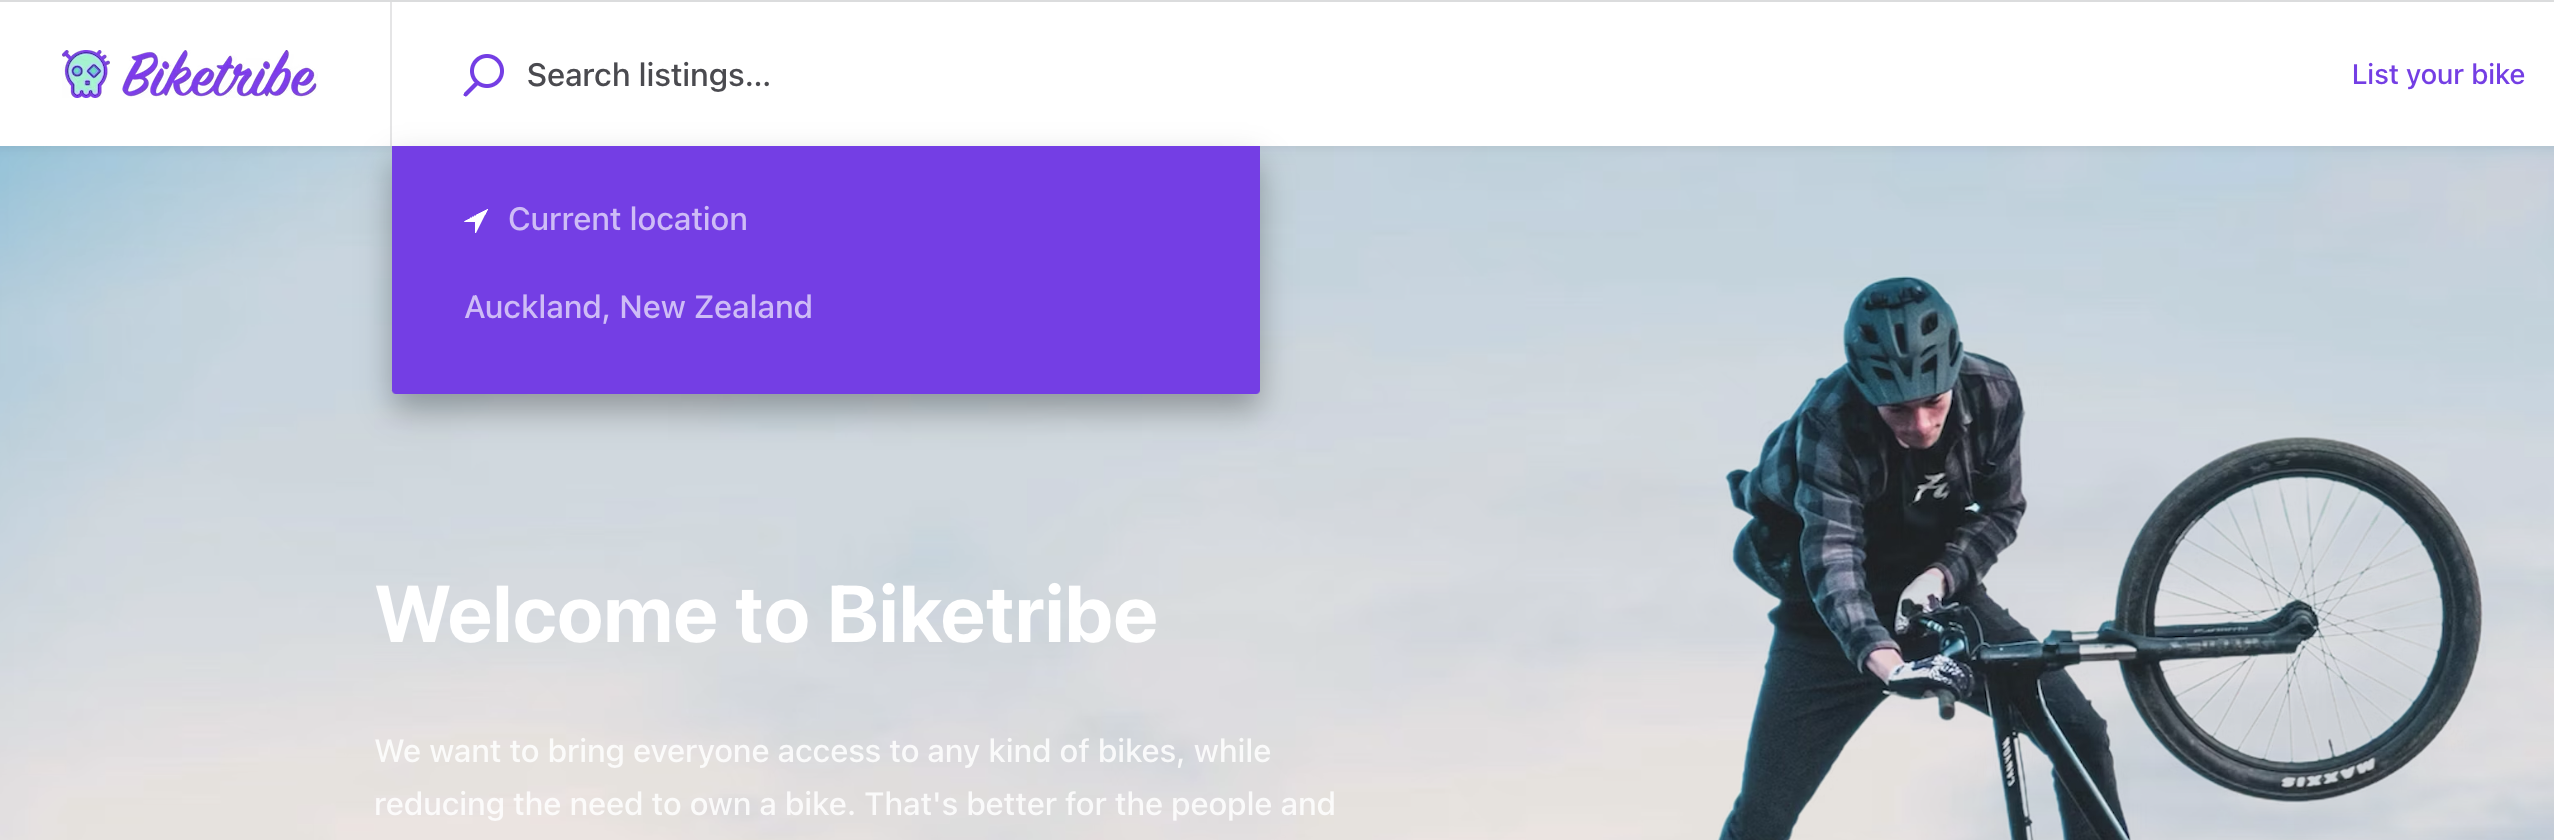 Biketribe
Search listings...
List your bike
Current location
Auckland, New Zealand
Welcome to Biketribe
We want to bring everyone access to any kind of bikes, while
reducing the need to own a bike. That's better for the people and
CANYON
MAXXIS